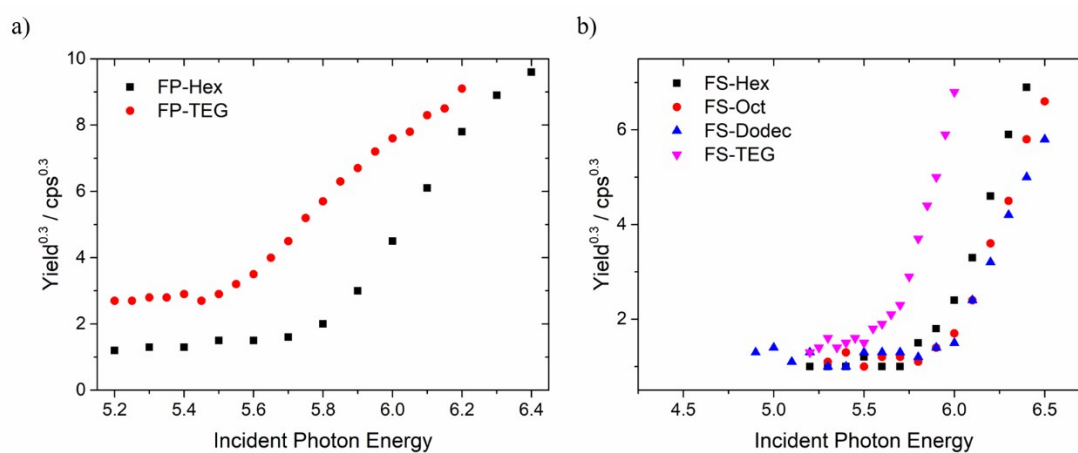 a)
10
8
6
4
2
0
Yield^0.3 / cps^0.3
FP-Hex
FP-TEG
5.2 5.4 5.6 5.8 6.0 6.2 6.4
Incident Photon Energy
b)
6
4
2
Yield^0.3 / cps^0.3
FS-Hex
FS-Oct
FS-Dodec
FS-TEG
4.5 5.0 5.5 6.0 6.5
Incident Photon Energy